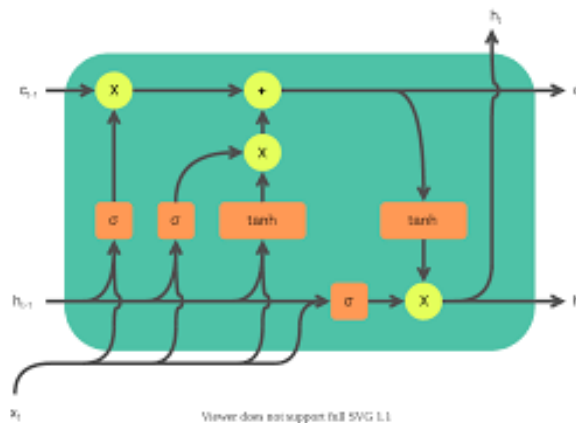 h_t
c_{t-1}
X
+
X
σ
σ
tanh
tanh
h_{t-1}
σ
X
x_t
Viewer does not support full SVG 1.1